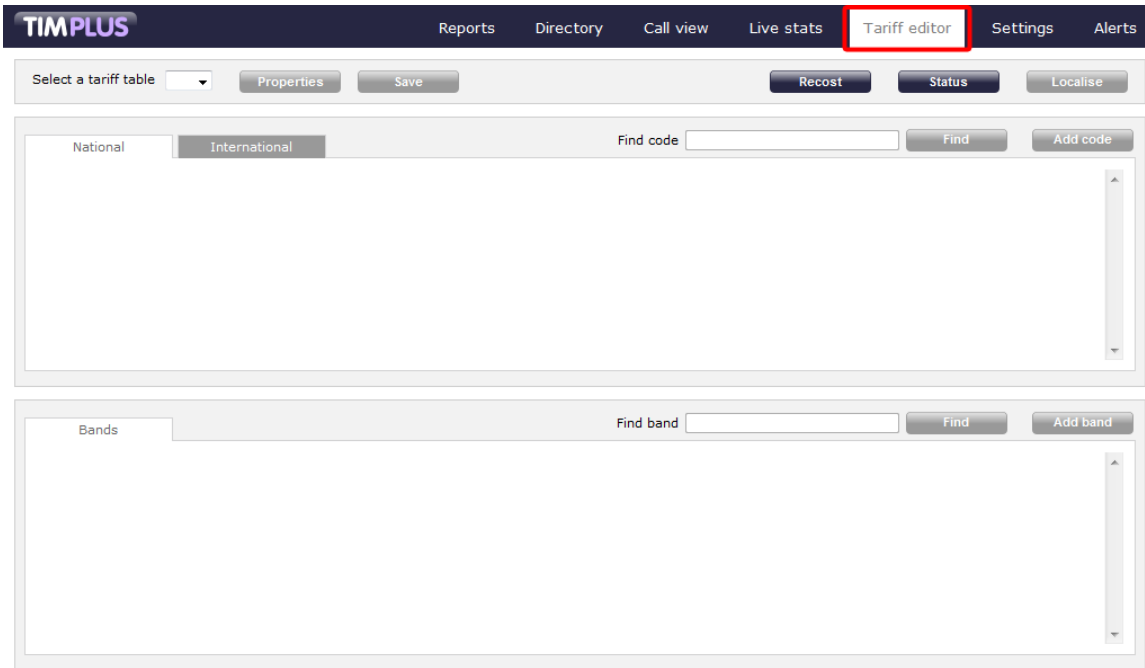 TIMPLUS Reports Directory Call view Live stats Tariff editor Settings Alerts
Select a tariff table Properties Save Recost Status Localise
National International Find code Find Add code
Bands Find band Find Add band